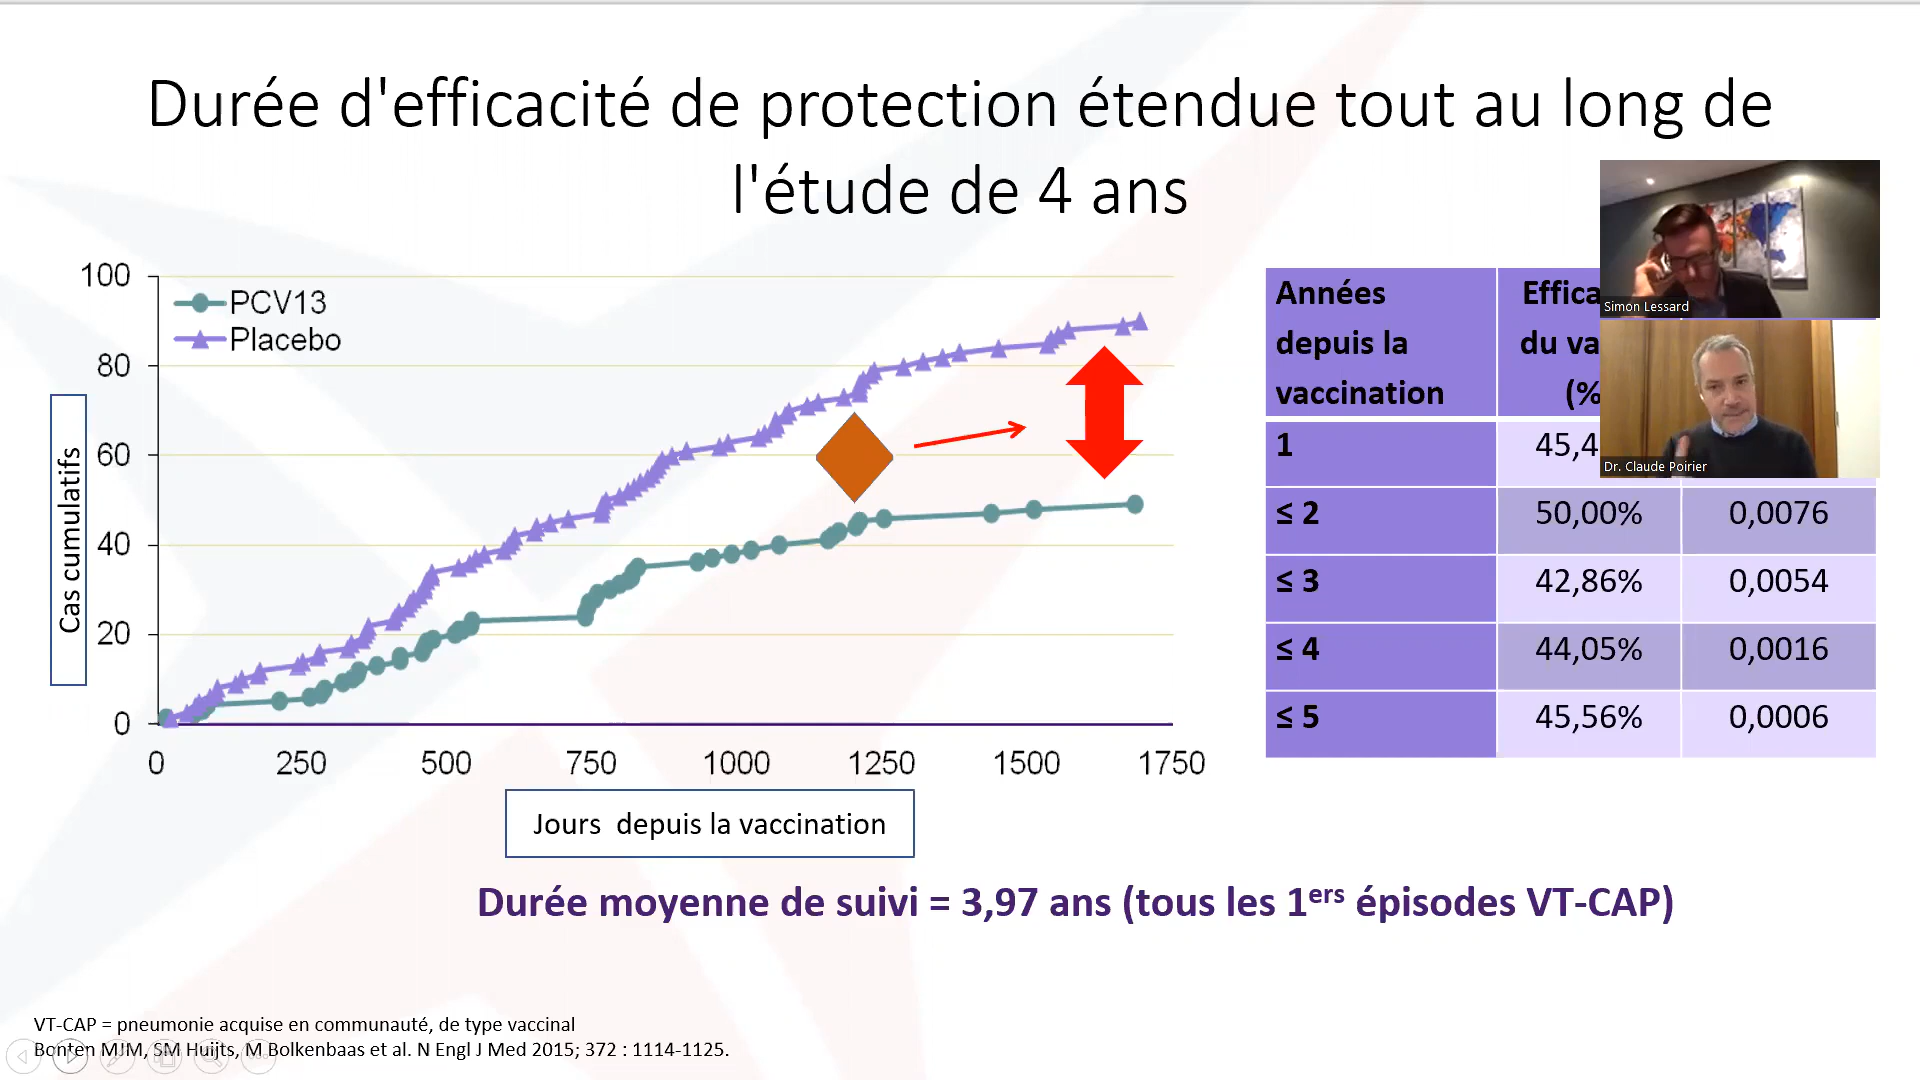 Durée d'efficacité de protection étendue tout au long de
l'étude de 4 ans
100
80
60
40
20
0
PCV13
Placebo
Cas cumulatifs
0 250 500 750 1000 1250 1500 1750
Jours depuis la vaccination
Années
depuis la
vaccination
Effica
du va
(%
1 45,4
≤ 2 50,00% 0,0076
≤ 3 42,86% 0,0054
≤ 4 44,05% 0,0016
≤ 5 45,56% 0,0006
Simon Lessard
Dr. Claude Poirier
Durée moyenne de suivi = 3,97 ans (tous les 1ers épisodes VT-CAP)
VT-CAP = pneumonie acquise en communauté, de type vaccinal
Bonten MJM, SM Huijts, M Bolkenbaas et al. N Engl J Med 2015; 372 : 1114-1125.